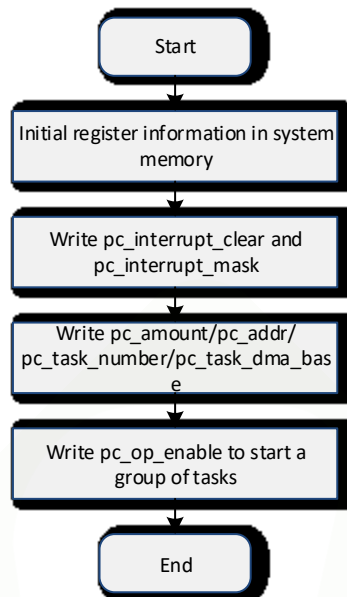 Start
Initial register information in system
memory
Write pc_interrupt_clear and
pc_interrupt_mask
Write pc_amount/pc_addr/
pc_task_number/pc_task_dma_bas
e
Write pc_op_enable to start a
group of tasks
End